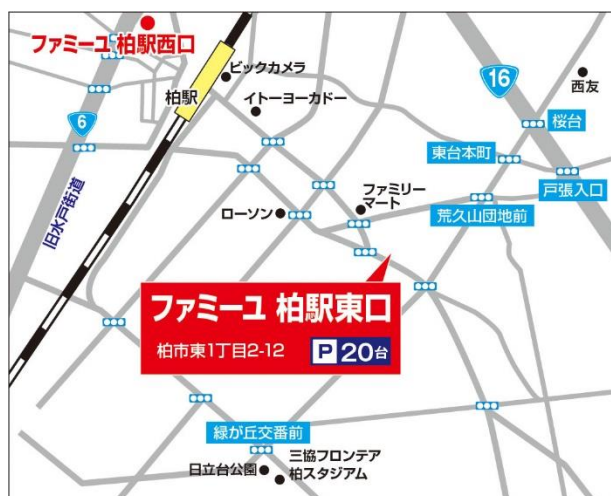 ファミーユ 柏駅西口
ビックカメラ
柏駅
イトーヨーカドー
16
西友
6
桜台
東台本町
戸張入口
旧水戸街道
ファミリー
マート
ローソン
荒久山団地前
ファミーユ 柏駅東口
柏市東1丁目2-12
P 20台
緑が丘交番前
三協フロンテア
柏スタジアム
日立台公園